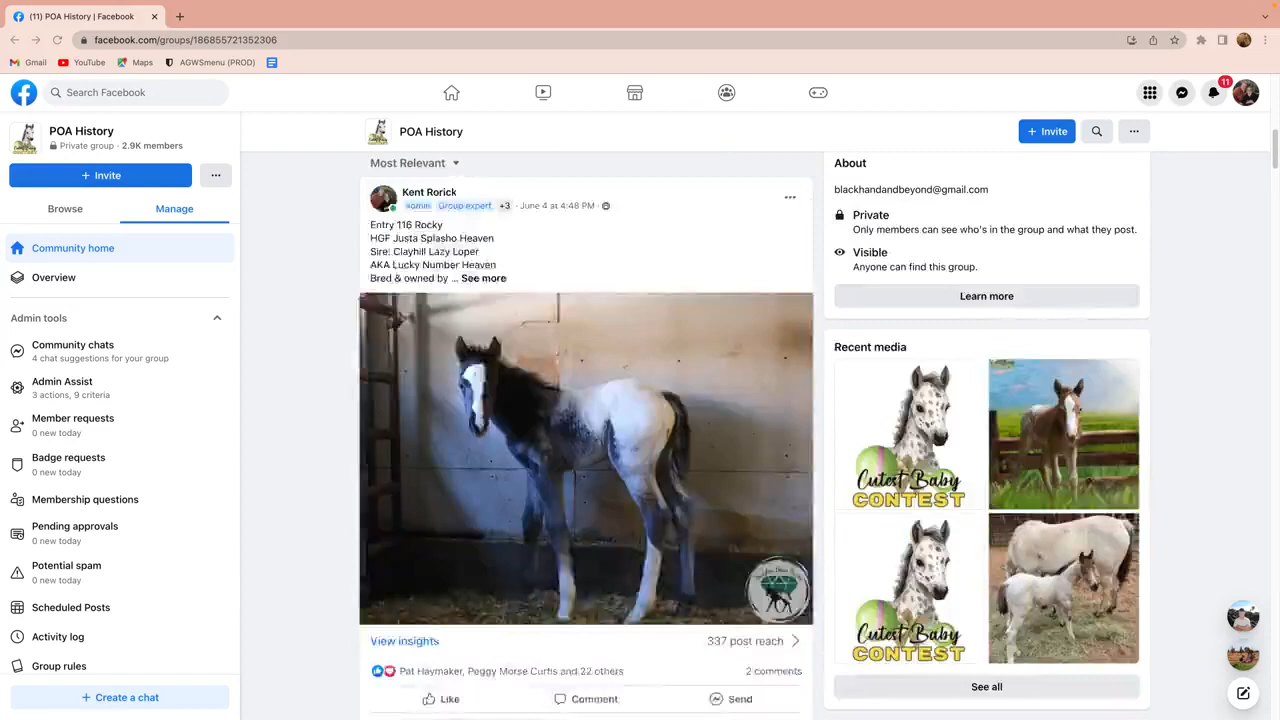 (11) POA History | Facebook
facebook.com/groups/186855721352306
Gmail
YouTube
Maps
AGWSmenu (PROD)
Search Facebook
11
POA History
Private group · 2.9K members
+ Invite
Browse
Manage
Community home
Overview
Admin tools
Community chats
4 chat suggestions for your group
Admin Assist
3 actions, 9 criteria
Member requests
0 new today
Badge requests
0 new today
Membership questions
Pending approvals
0 new today
Potential spam
0 new today
Scheduled Posts
Activity log
Group rules
+ Create a chat
POA History
+ Invite
Most Relevant
Kent Rorick
admin Group expert +3 · June 4 at 4:48 PM ·
Entry 116 Rocky
HGF Justa Splasho Heaven
Sire: Clayhill Lazy Loper
AKA Lucky Number Heaven
Bred & owned by ... See more
View insights
337 post reach
Pat Haymaker, Peggy Morse Curtis and 22 others
2 comments
Like
Comment
Send
About
blackhandandbeyond@gmail.com
Private
Only members can see who's in the group and what they post.
Visible
Anyone can find this group.
Learn more
Recent media
Cutest Baby
CONTEST
Cutest Baby
CONTEST
See all